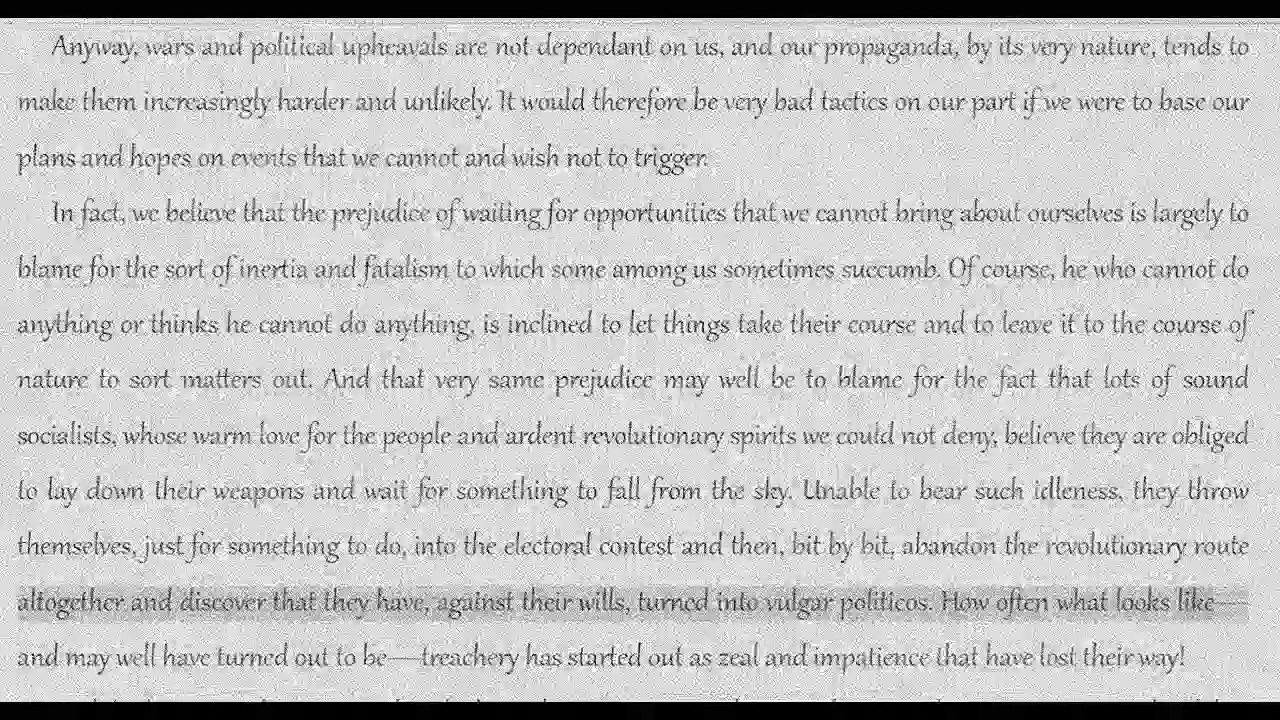 Anyway, wars and political upheavals are not dependant on us, and our propaganda, by its very nature, tends to
make them increasingly harder and unlikely. It would therefore be very bad tactics on our part if we were to base our
plans and hopes on events that we cannot and wish not to trigger.
In fact, we believe that the prejudice of waiting for opportunities that we cannot bring about ourselves is largely to
blame for the sort of inertia and fatalism to which some among us sometimes succumb. Of course, he who cannot do
anything or thinks he cannot do anything, is inclined to let things take their course and to leave it to the course of
nature to sort matters out. And that very same prejudice may well be to blame for the fact that lots of sound
socialists, whose warm love for the people and ardent revolutionary spirits we could not deny, believe they are obliged
to lay down their weapons and wait for something to fall from the sky. Unable to bear such idleness, they throw
themselves, just for something to do, into the electoral contest and then, bit by bit, abandon the revolutionary route
altogether and discover that they have, against their wills, turned into vulgar politicos. How often what looks like—
and may well have turned out to be—treachery has started out as zeal and impatience that have lost their way!